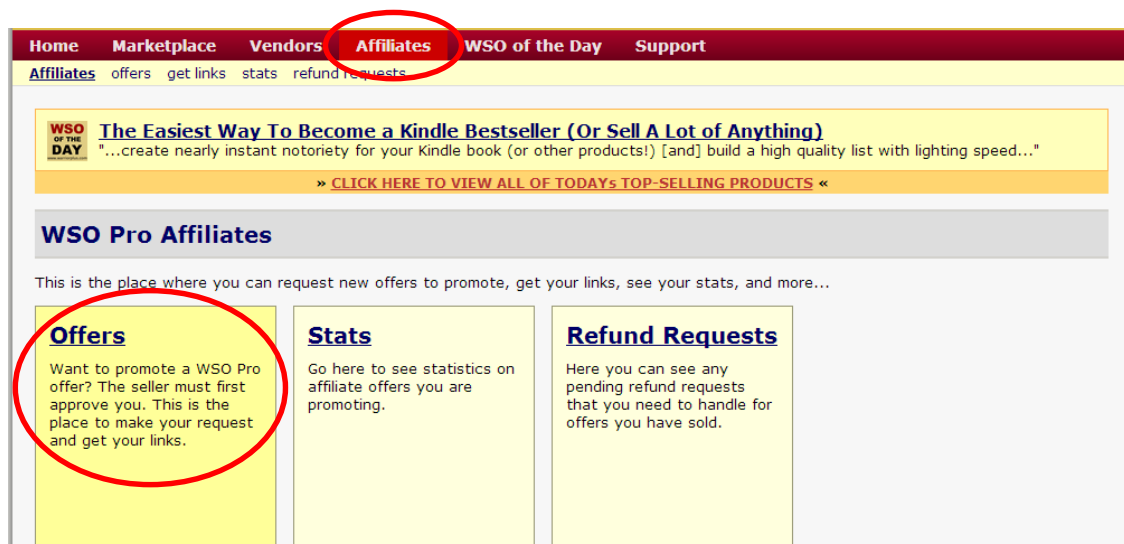 Home Marketplace Vendors Affiliates WSO of the Day Support
Affiliates offers get links stats refund requests
WSO
OF THE
DAY
The Easiest Way To Become a Kindle Bestseller (Or Sell A Lot of Anything)
"...create nearly instant notoriety for your Kindle book (or other products!) [and] build a high quality list with lighting speed..."
» CLICK HERE TO VIEW ALL OF TODAYs TOP-SELLING PRODUCTS «
WSO Pro Affiliates
This is the place where you can request new offers to promote, get your links, see your stats, and more...
Offers
Want to promote a WSO Pro
offer? The seller must first
approve you. This is the
place to make your request
and get your links.
Stats
Go here to see statistics on
affiliate offers you are
promoting.
Refund Requests
Here you can see any
pending refund requests
that you need to handle for
offers you have sold.